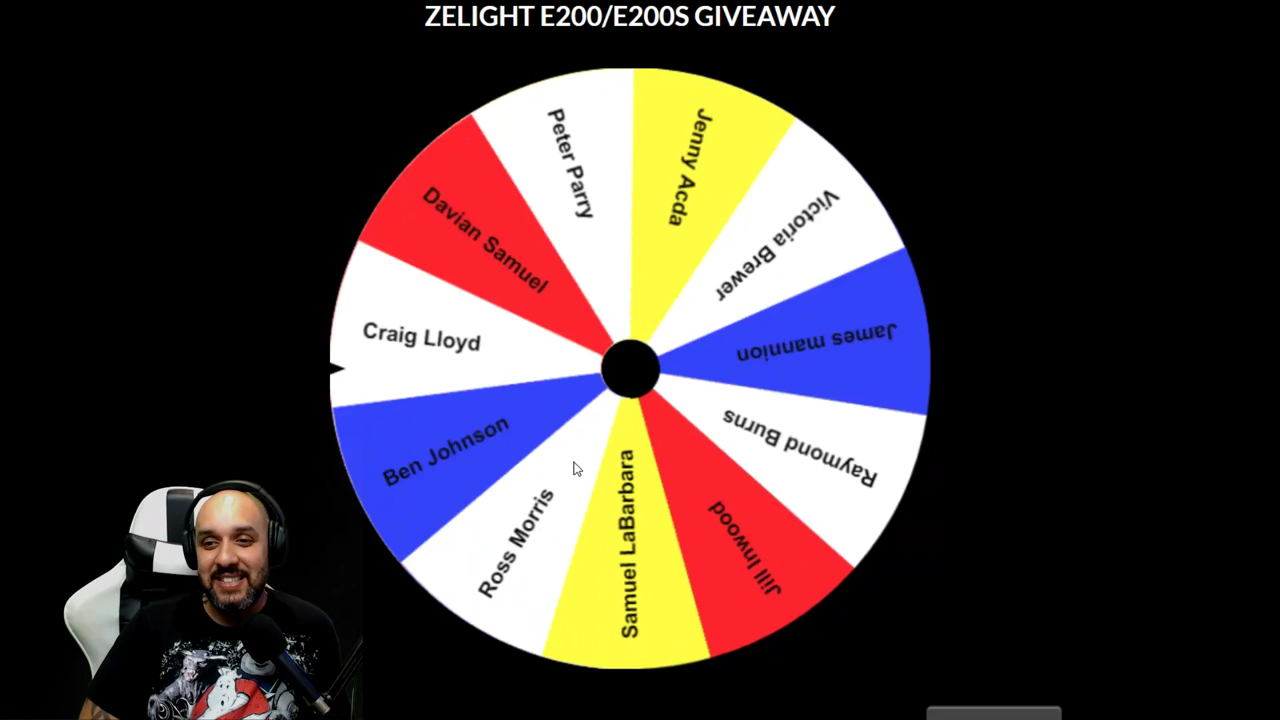 ZELIGHT E200/E200S GIVEAWAY
Peter Parry
Jenny Acda
Victoria Brewer
James mannion
Raymond Burns
Jill Inwood
Samuel LaBarbara
Ross Morris
Ben Johnson
Craig Lloyd
Davian Samuel